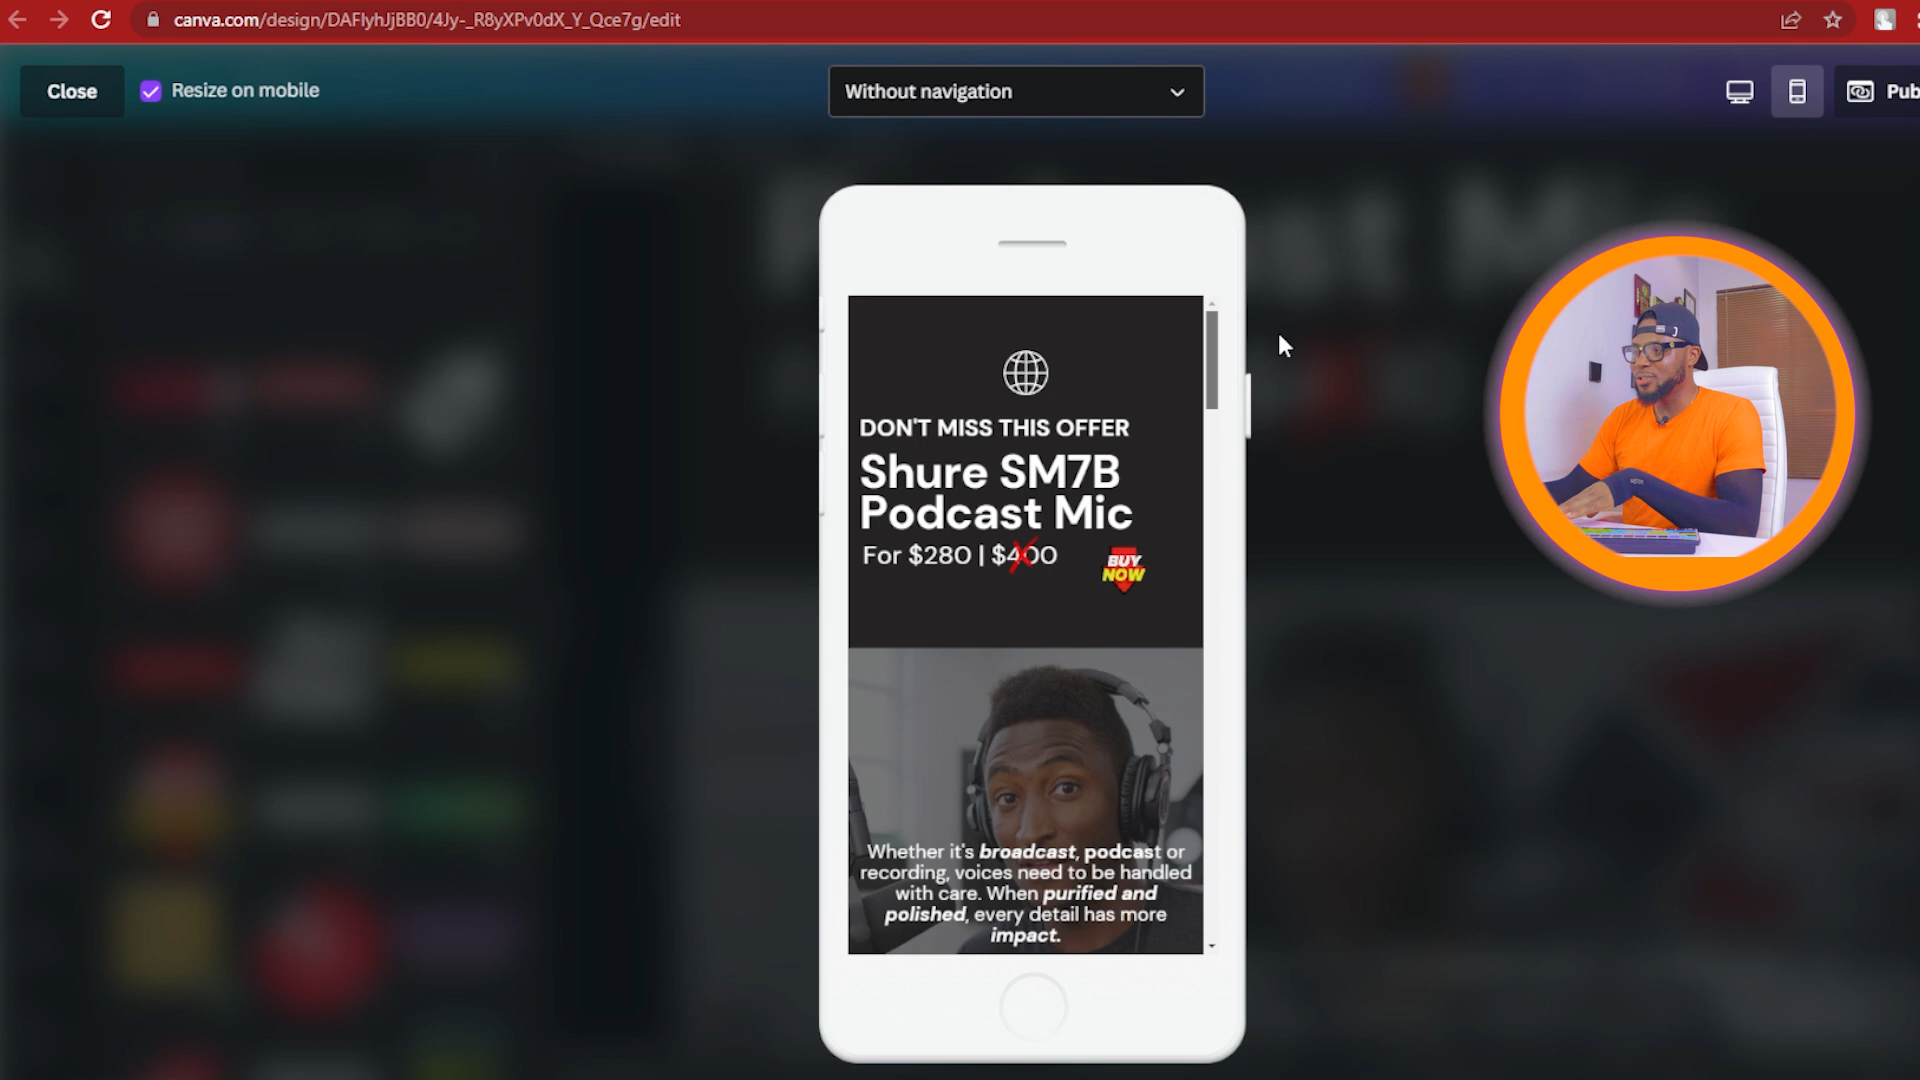 canva.com/design/DAFlyhJjBB0/4Jy-_R8yXPv0dX_Y_Qce7g/edit
Close
Resize on mobile
Without navigation
Pub
DON'T MISS THIS OFFER
Shure SM7B
Podcast Mic
For $280 | $400
BUY
NOW
Whether it's broadcast, podcast or
recording, voices need to be handled
with care. When purified and
polished, every detail has more
impact.